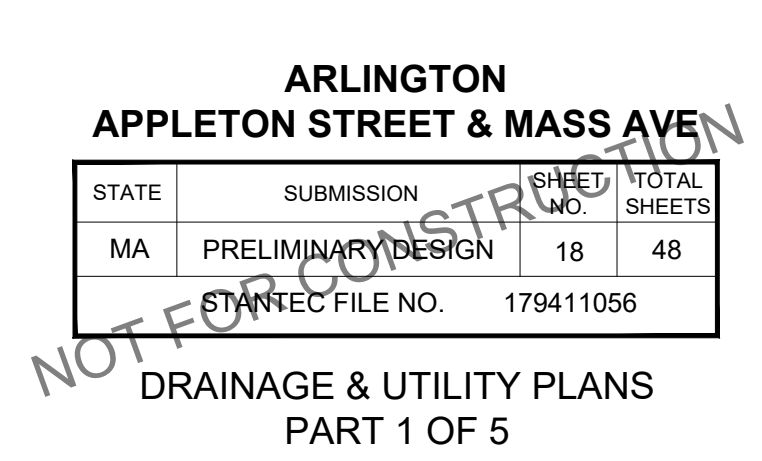 ARLINGTON
APPLETON STREET & MASS AVE
STATE SUBMISSION SHEET NO. TOTAL SHEETS
MA PRELIMINARY DESIGN 18 48
STANTEC FILE NO. 179411056
NOT FOR CONSTRUCTION
DRAINAGE & UTILITY PLANS
PART 1 OF 5